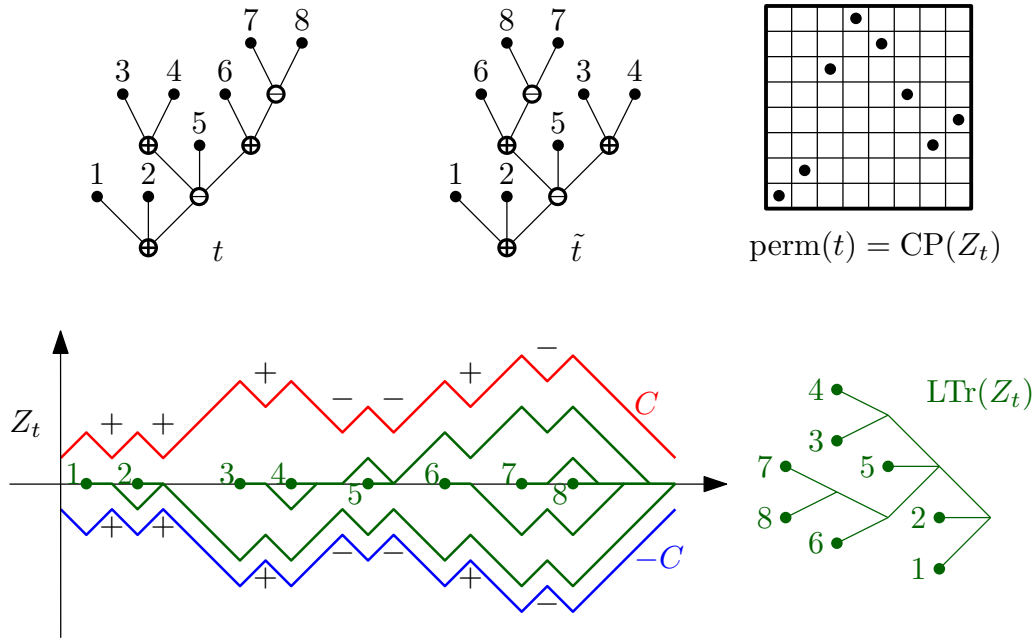 7 8
3 4 6
5
1 2
⊖
⊕ ⊕
⊖
⊕
t
8 7
6 3 4
5
1 2
⊖
⊕ ⊕
⊖
⊕
t̃
perm(t) = CP(Z_t)
Z_t
+ + + − − + −
C
1 2 3 4 5 6 7 8
+ + + − − + −
−C
LTr(Z_t)
4
3
7 5
8 2
6
1